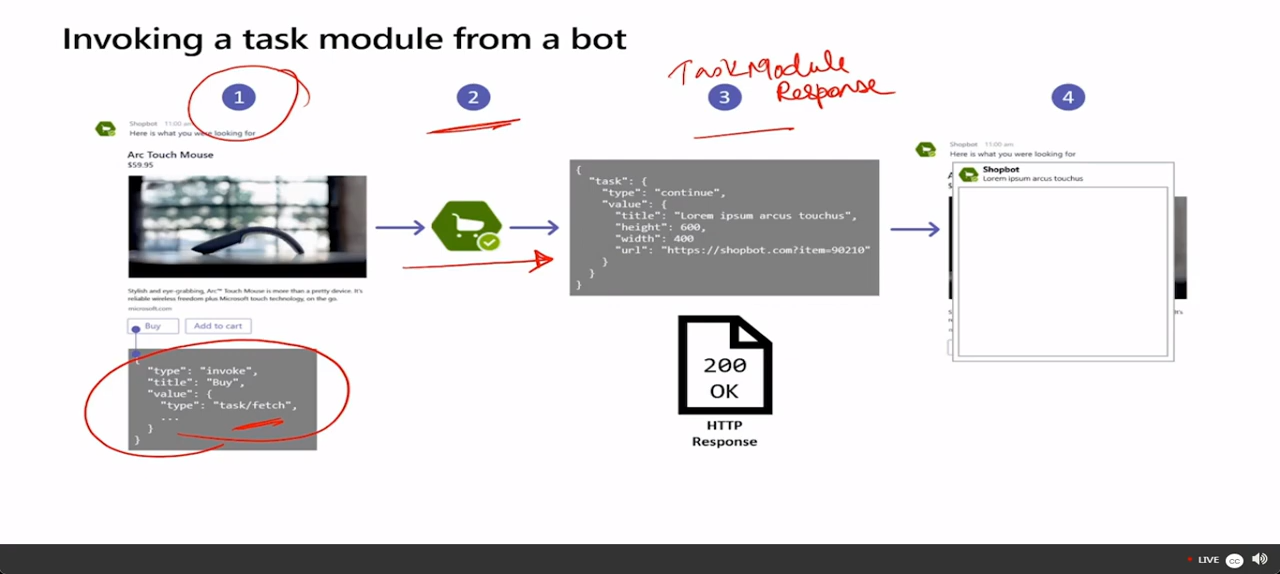 Invoking a task module from a bot
1
Shopbot 11:00 am
Here is what you were looking for
Arc Touch Mouse
$59.95
Stylish and eye-grabbing, Arc™ Touch Mouse is more than a pretty device. It's
reliable wireless freedom plus Microsoft touch technology, on the go.
microsoft.com
Buy
Add to cart
{
"type": "invoke",
"title": "Buy",
"value": {
"type": "task/fetch",
...
}
}
2
TaskModule
Response
3
{
"task": {
"type": "continue",
"value": {
"title": "Lorem ipsum arcus touchus",
"height": 600,
"width": 400
"url": "https://shopbot.com?item=90210"
}
}
}
200
OK
HTTP
Response
4
Shopbot 11:00 am
Here is what you were looking for
Shopbot
Lorem ipsum arcus touchus
It's
LIVE
CC